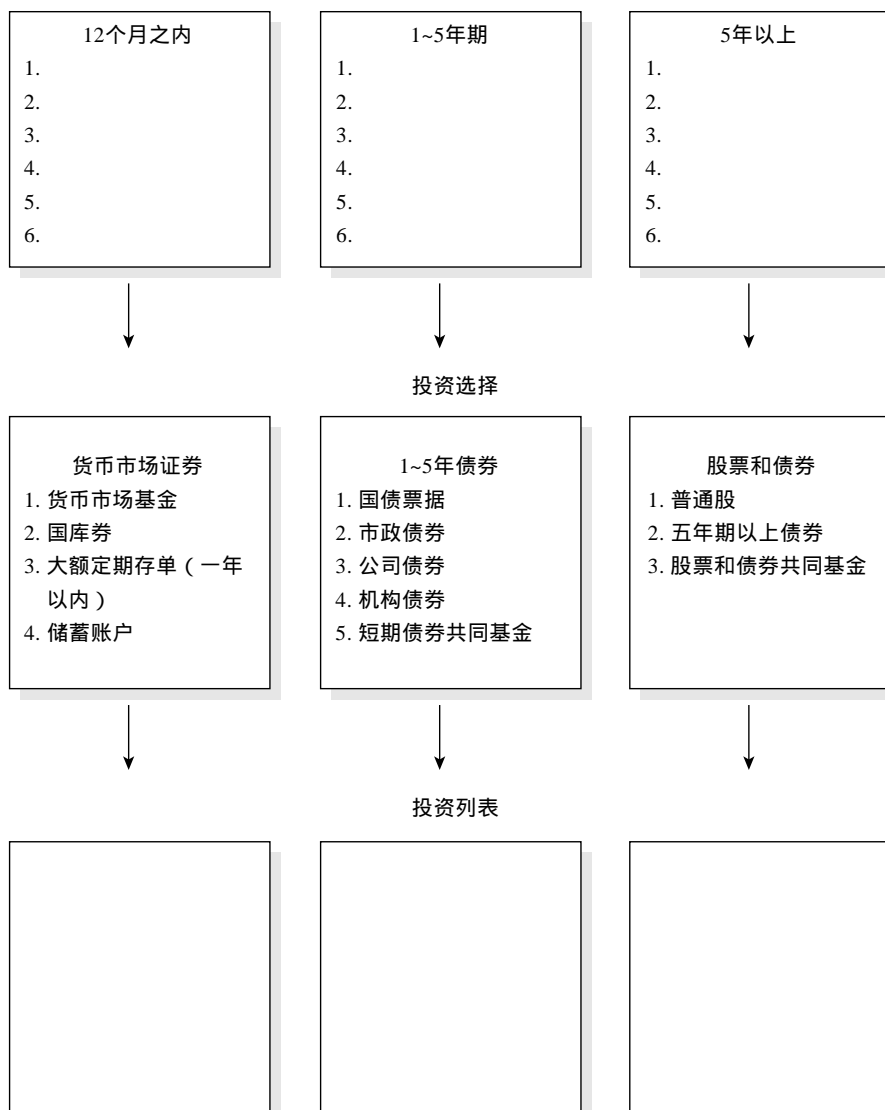 12个月之内
1.
2.
3.
4.
5.
6.
1~5年期
1.
2.
3.
4.
5.
6.
5年以上
1.
2.
3.
4.
5.
6.
投资选择
货币市场证券
1. 货币市场基金
2. 国库券
3. 大额定期存单（一年
以内）
4. 储蓄账户
1~5年债券
1. 国债票据
2. 市政债券
3. 公司债券
4. 机构债券
5. 短期债券共同基金
股票和债券
1. 普通股
2. 五年期以上债券
3. 股票和债券共同基金
投资列表